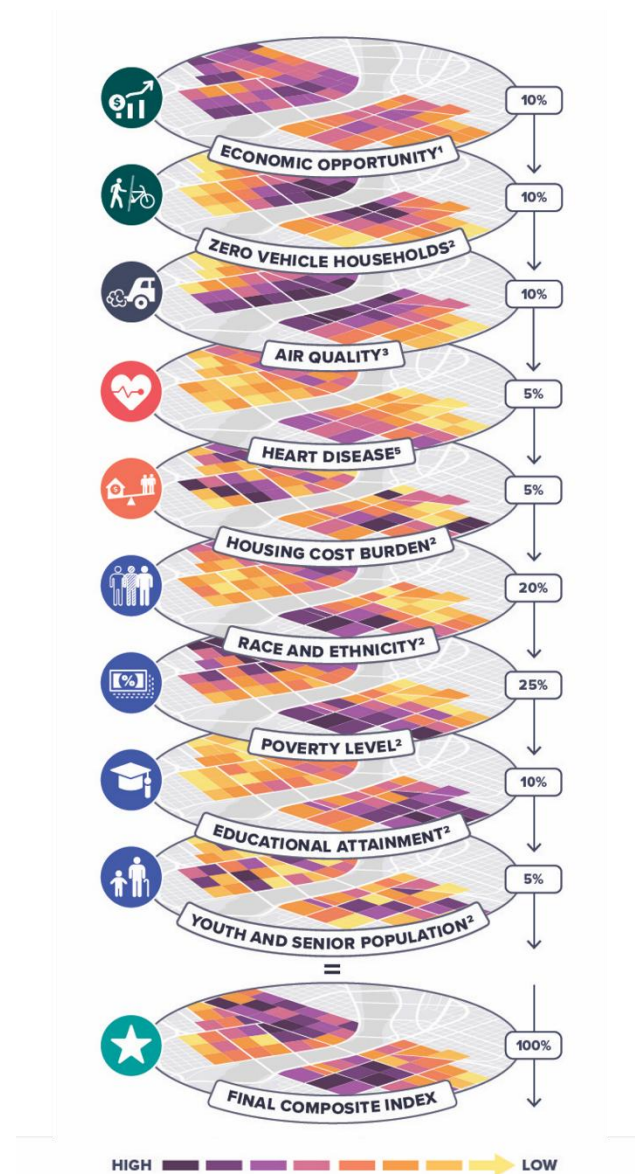 10%
ECONOMIC OPPORTUNITY¹
10%
ZERO VEHICLE HOUSEHOLDS²
10%
AIR QUALITY³
5%
HEART DISEASE⁵
5%
HOUSING COST BURDEN²
20%
RACE AND ETHNICITY²
25%
POVERTY LEVEL²
10%
EDUCATIONAL ATTAINMENT²
5%
YOUTH AND SENIOR POPULATION²
=
100%
FINAL COMPOSITE INDEX
HIGH LOW